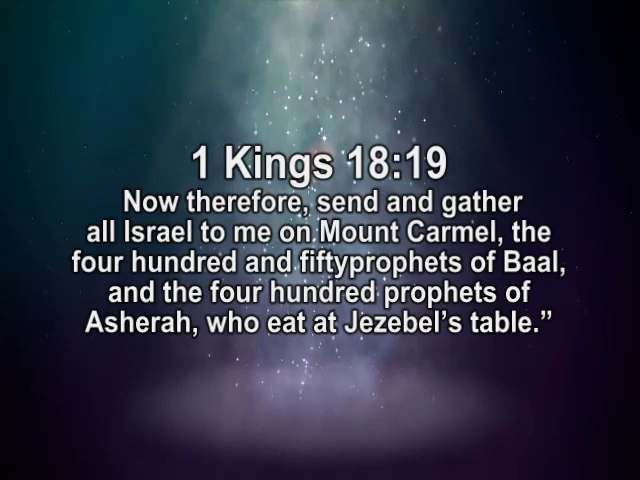 1 Kings 18:19
Now therefore, send and gather
all Israel to me on Mount Carmel, the
four hundred and fiftyprophets of Baal,
and the four hundred prophets of
Asherah, who eat at Jezebel’s table.”